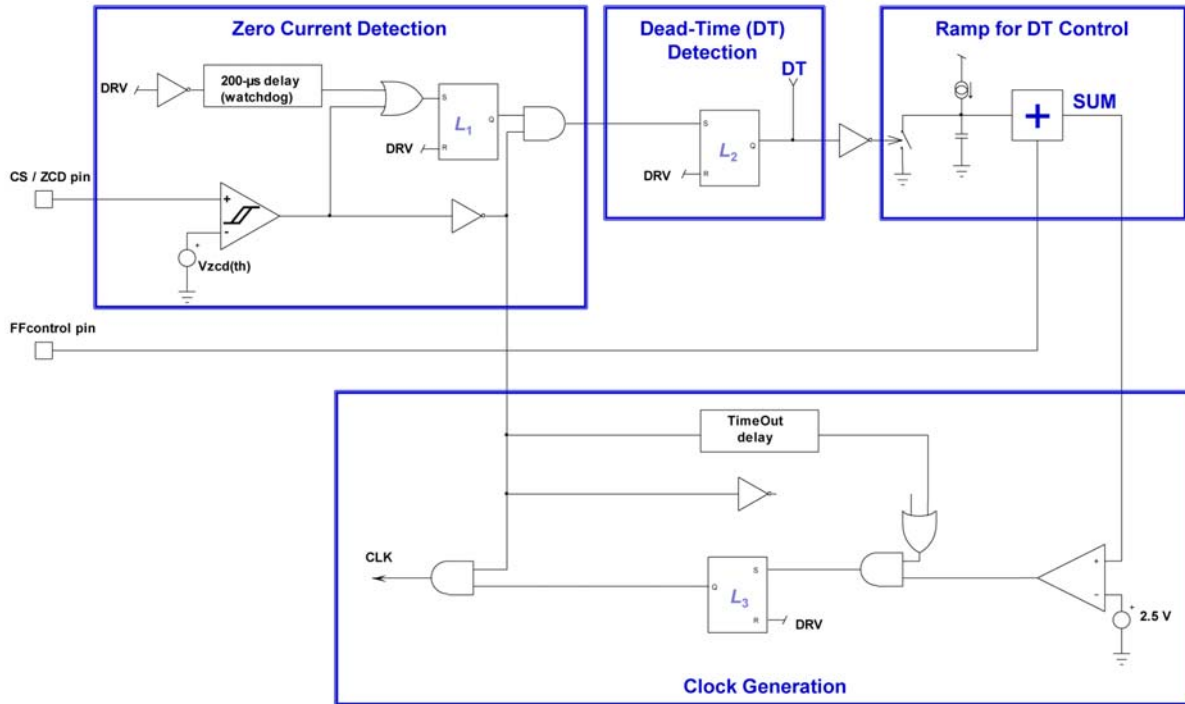 Zero Current Detection
Dead-Time (DT)
Detection
Ramp for DT Control
DRV
200-µs delay
(watchdog)
DT
SUM
S
L1
Q
R
DRV
S
L2
Q
R
DRV
+
CS / ZCD pin
+
-
+
Vzcd(th)
FFcontrol pin
TimeOut
delay
CLK
Q
S
L3
R
DRV
+
-
+
2.5 V
Clock Generation